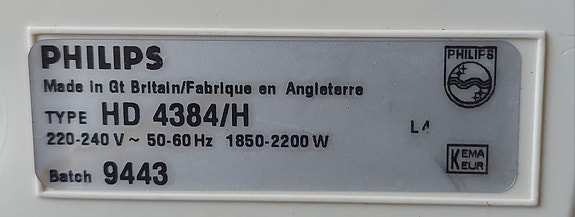 PHILIPS
PHILIPS
Made in Gt Britain/Fabrique en Angleterre
TYPE HD 4384/H
220-240 V ~ 50-60 Hz 1850-2200 W
Batch 9443
KEMA
KEUR